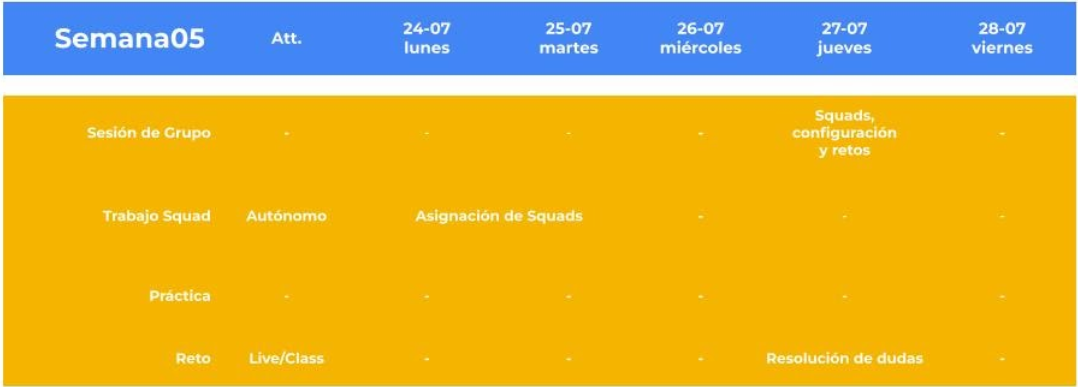 Semana05 Att. 24-07 25-07 26-07 27-07 28-07
lunes martes miércoles jueves viernes
Sesión de Grupo - - - - Squads, configuración y retos -
Trabajo Squad Autónomo Asignación de Squads - - -
Práctica - - - - - -
Reto Live/Class - - - Resolución de dudas -